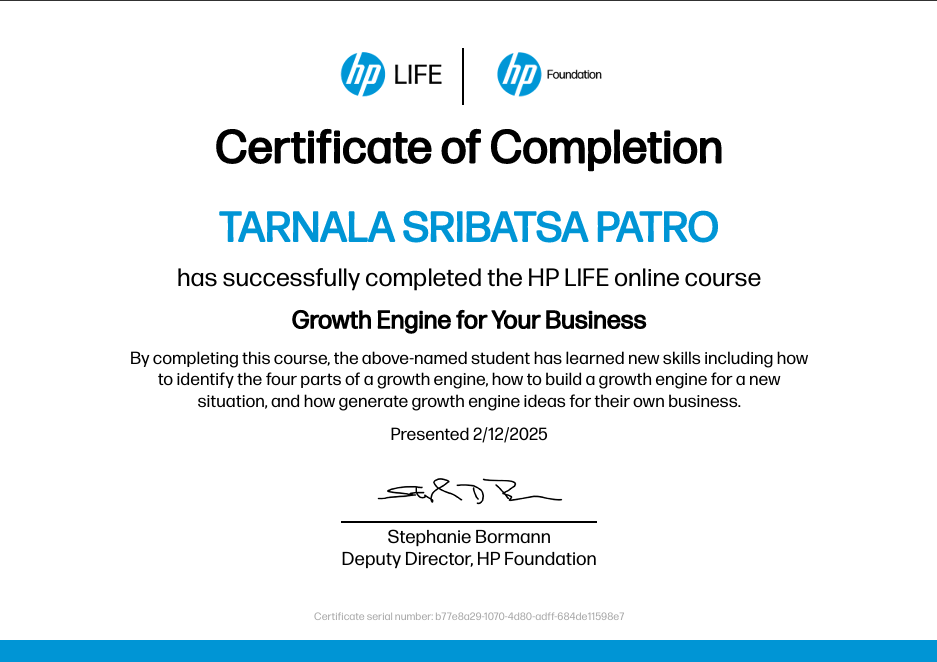 hp LIFE hp Foundation
Certificate of Completion
TARNALA SRIBATSA PATRO
has successfully completed the HP LIFE online course
Growth Engine for Your Business
By completing this course, the above-named student has learned new skills including how
to identify the four parts of a growth engine, how to build a growth engine for a new
situation, and how generate growth engine ideas for their own business.
Presented 2/12/2025
Stephanie Bormann
Deputy Director, HP Foundation
Certificate serial number: b77e8a29-1070-4d80-adff-684de11598e7